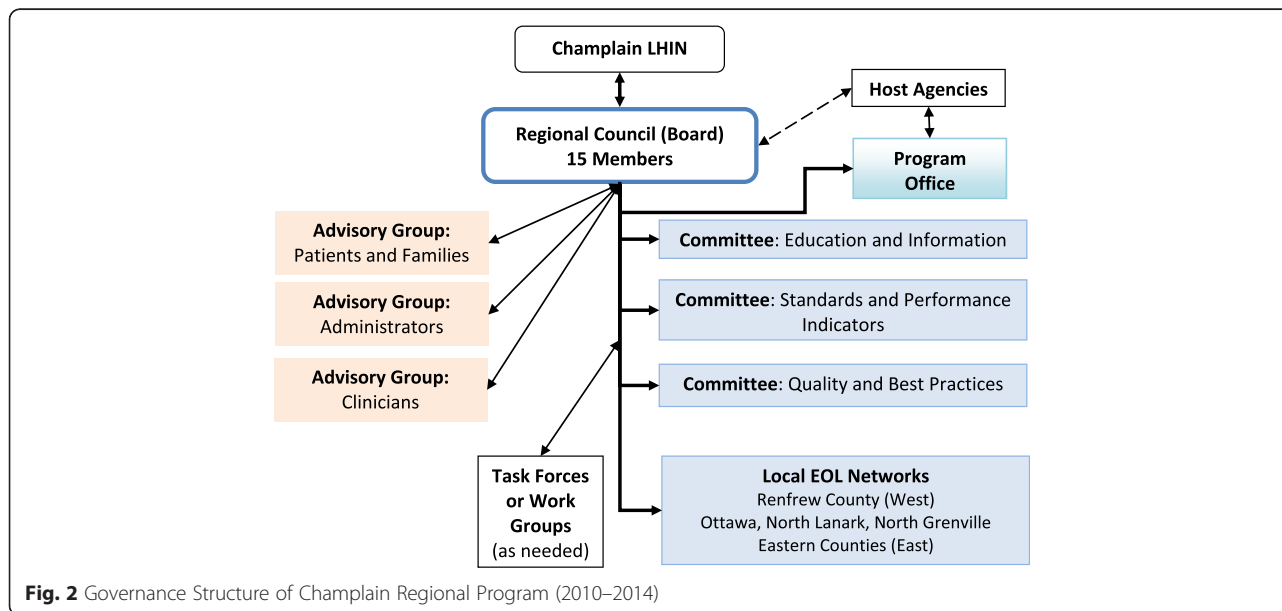 Champlain LHIN
Host Agencies
Regional Council (Board)
15 Members
Program
Office
Advisory Group:
Patients and Families
Committee: Education and Information
Advisory Group:
Administrators
Committee: Standards and Performance
Indicators
Advisory Group:
Clinicians
Committee: Quality and Best Practices
Task Forces
or Work
Groups
(as needed)
Local EOL Networks
Renfrew County (West)
Ottawa, North Lanark, North Grenville
Eastern Counties (East)
Fig. 2 Governance Structure of Champlain Regional Program (2010–2014)